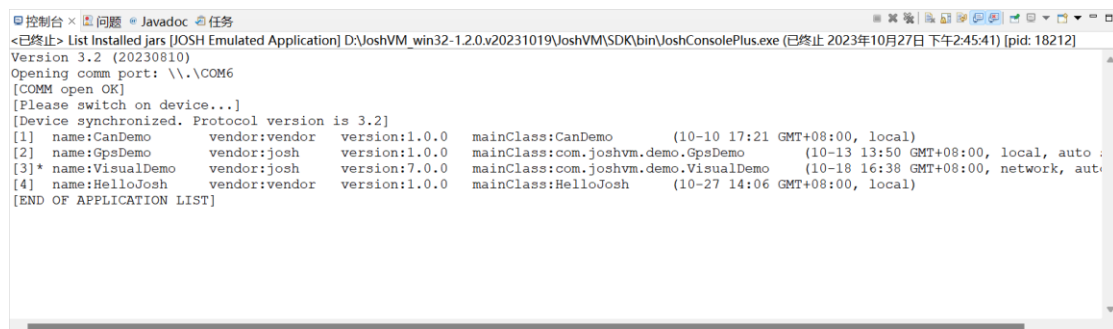 控制台 × 问题 Javadoc 任务
<已终止> List Installed jars [JOSH Emulated Application] D:\JoshVM_win32-1.2.0.v20231019\JoshVM\SDK\bin\JoshConsolePlus.exe (已终止 2023年10月27日 下午2:45:41) [pid: 18212]
Version 3.2 (20230810)
Opening comm port: \\.\COM6
[COMM open OK]
[Please switch on device...]
[Device synchronized. Protocol version is 3.2]
[1] name:CanDemo vendor:vendor version:1.0.0 mainClass:CanDemo (10-10 17:21 GMT+08:00, local)
[2] name:GpsDemo vendor:josh version:1.0.0 mainClass:com.joshvm.demo.GpsDemo (10-13 13:50 GMT+08:00, local, auto
[3]* name:VisualDemo vendor:josh version:7.0.0 mainClass:com.joshvm.demo.VisualDemo (10-18 16:38 GMT+08:00, network, aut
[4] name:HelloJosh vendor:vendor version:1.0.0 mainClass:HelloJosh (10-27 14:06 GMT+08:00, local)
[END OF APPLICATION LIST]